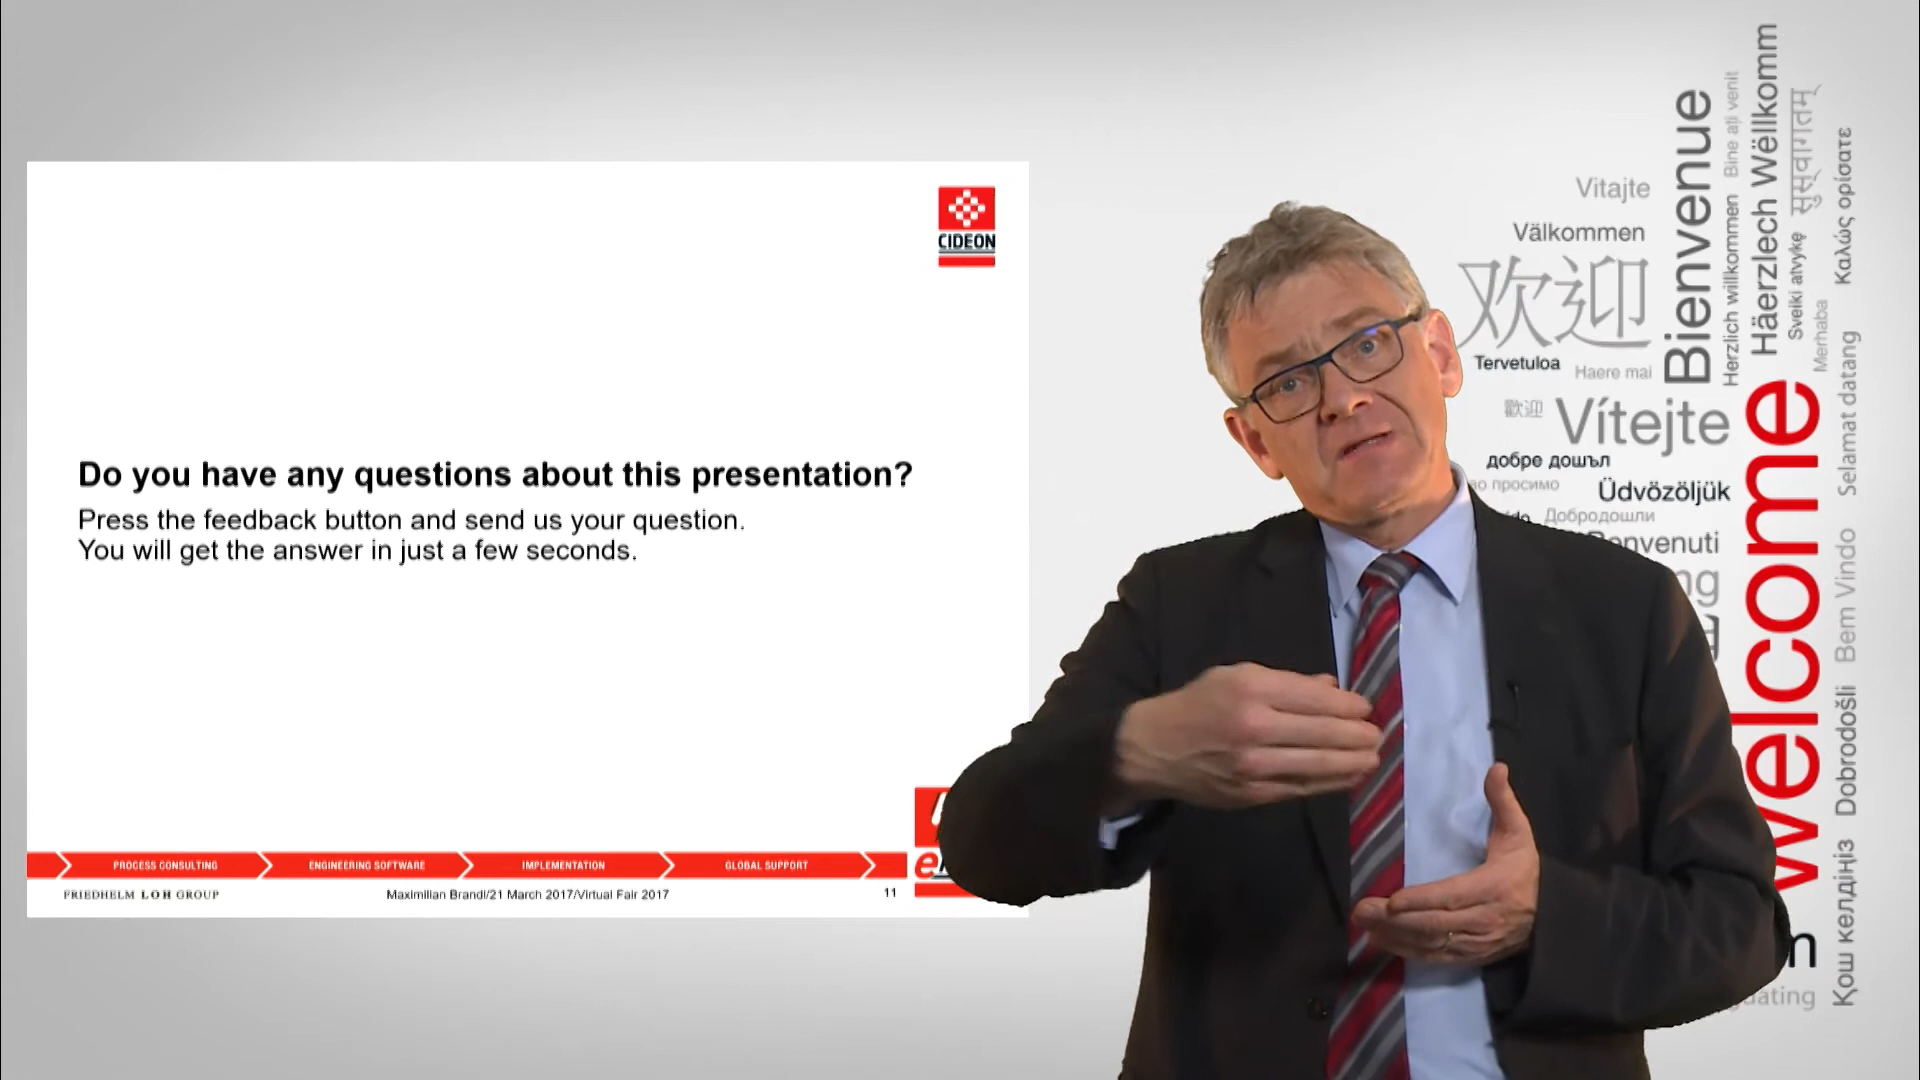 CIDEON
Do you have any questions about this presentation?
Press the feedback button and send us your question.
You will get the answer in just a few seconds.
PROCESS CONSULTING
ENGINEERING SOFTWARE
IMPLEMENTATION
GLOBAL SUPPORT
FRIEDHELM LOH GROUP
Maximilian Brandl/21 March 2017/Virtual Fair 2017
11
Vitajte
Välkommen
欢迎
Tervetuloa
Haere mai
歡迎
Vítejte
добре дошъл
просимо
Üdvözöljük
Добродошли
Benvenuti
Bienvenue
Herzlich willkommen
Bine ați venit
Häerzlech Wëllkomm
Sveiki atvykę
सुस्वागतम्
Merhaba
Καλώς ορίσατε
welcome
Selamat datang
Bem Vindo
Dobrodošli
Қош келдіңіз